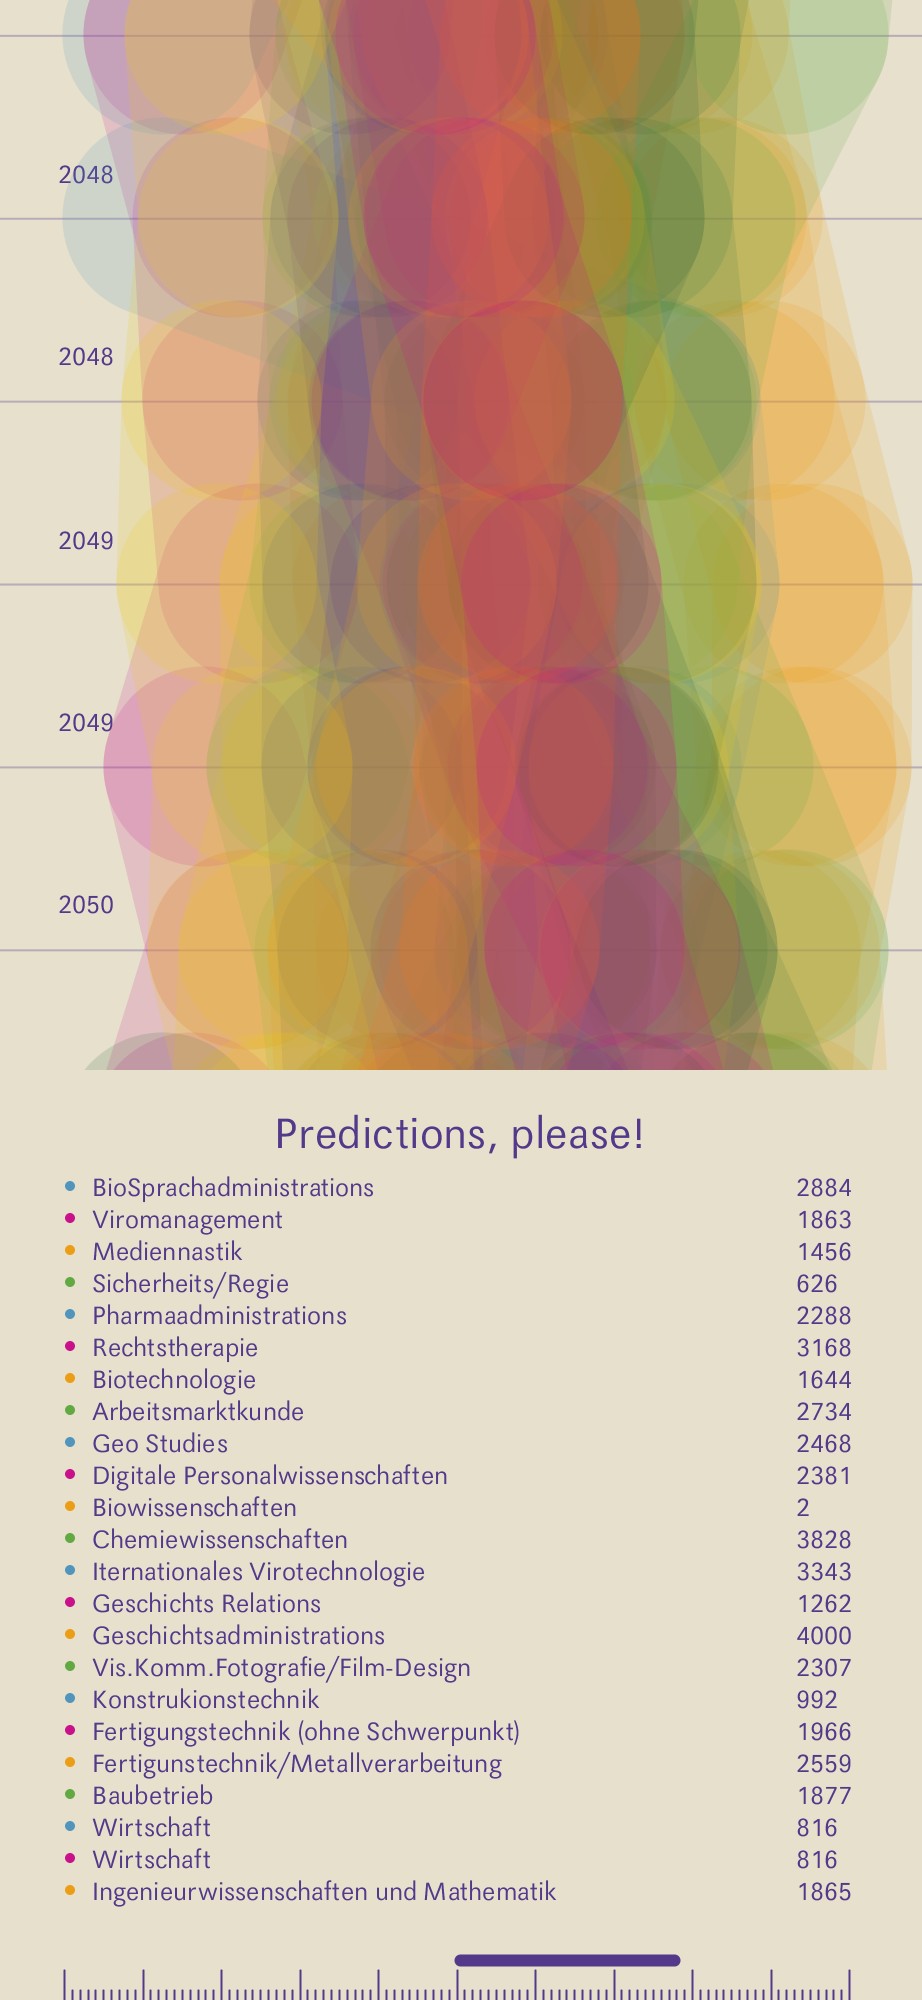 2048
2048
2049
2049
2050
Predictions, please!
BioSprachadministrations 2884
Viromanagement 1863
Mediennastik 1456
Sicherheits/Regie 626
Pharmaadministrations 2288
Rechtstherapie 3168
Biotechnologie 1644
Arbeitsmarktkunde 2734
Geo Studies 2468
Digitale Personalwissenschaften 2381
Biowissenschaften 2
Chemiewissenschaften 3828
Iternationales Virotechnologie 3343
Geschichts Relations 1262
Geschichtsadministrations 4000
Vis.Komm.Fotografie/Film-Design 2307
Konstrukionstechnik 992
Fertigungstechnik (ohne Schwerpunkt) 1966
Fertigunstechnik/Metallverarbeitung 2559
Baubetrieb 1877
Wirtschaft 816
Wirtschaft 816
Ingenieurwissenschaften und Mathematik 1865